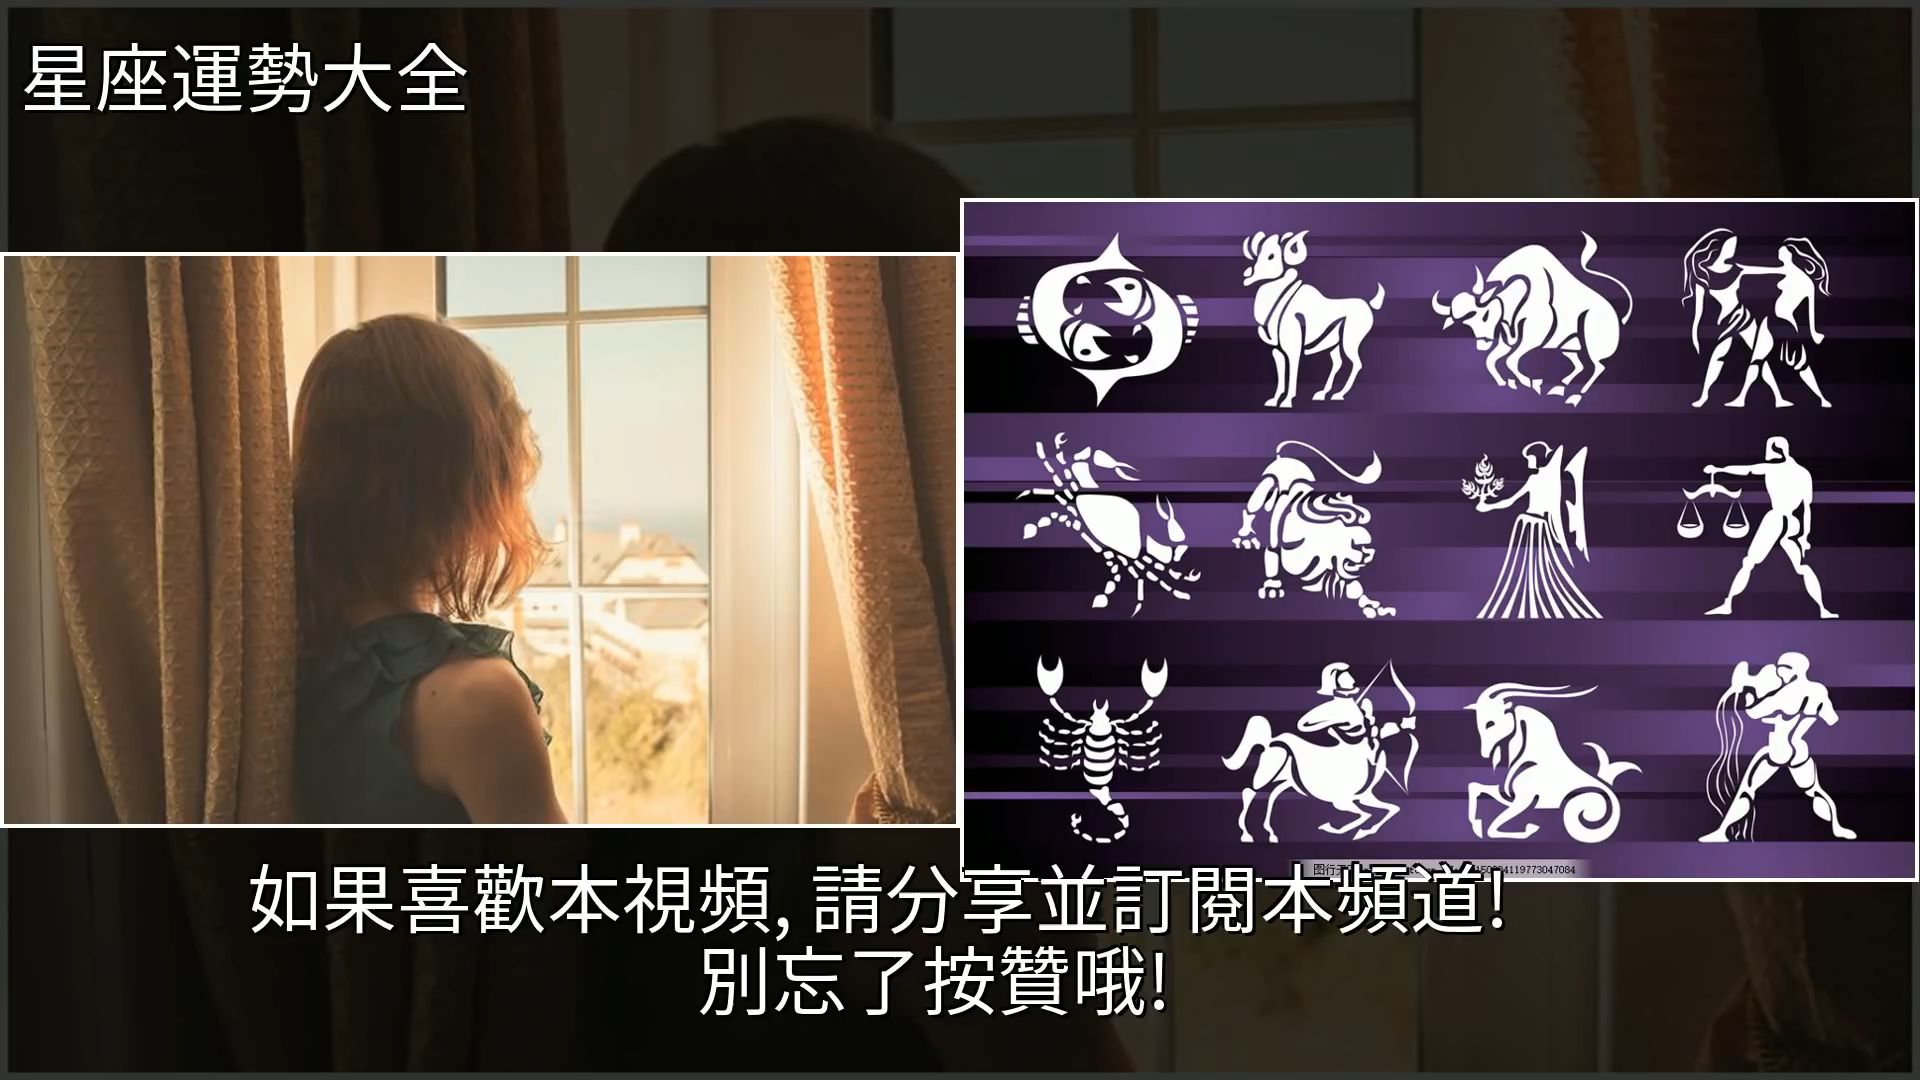 星座運勢大全
如果喜歡本視頻, 請分享並訂閱本頻道!
別忘了按贊哦!